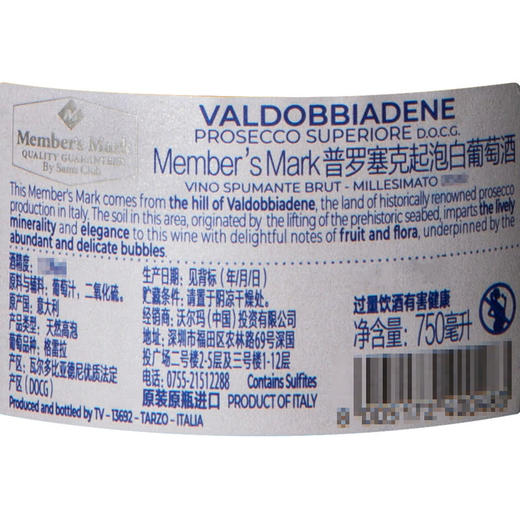 Member's Mark
QUALITY GUARANTEED
By Sam's Club
VALDOBBIADENE
PROSECCO SUPERIORE D.O.C.G.
Member's Mark 普罗塞克起泡白葡萄酒
VINO SPUMANTE BRUT - MILLESIMATO
This Member's Mark comes from the hill of Valdobbiadene, the land of historically renowned prosecco
production in Italy. The soil in this area, originated by the lifting of the prehistoric seabed, imparts the lively
minerality and elegance to this wine with delightful notes of fruit and flora, underpinned by the
abundant and delicate bubbles.
酒精度:
原料与辅料: 葡萄汁, 二氧化硫。
原产国: 意大利
产品类型: 天然高泡
葡萄品种: 格雷拉
产区: 瓦尔多比亚德尼优质法定
产区 (DOCG)
Produced and bottled by TV - 13692 - TARZO - ITALIA
生产日期: 见背标 (年/月/日)
贮藏条件: 请置于阴凉干燥处。
经销商: 沃尔玛 (中国) 投资有限公司
地址: 深圳市福田区农林路69号深国
投广场二号楼2-5层及三号楼1-12层
电话: 0755-21512288 Contains Sulfites
原装原瓶进口 PRODUCT OF ITALY
过量饮酒有害健康
净含量: 750毫升